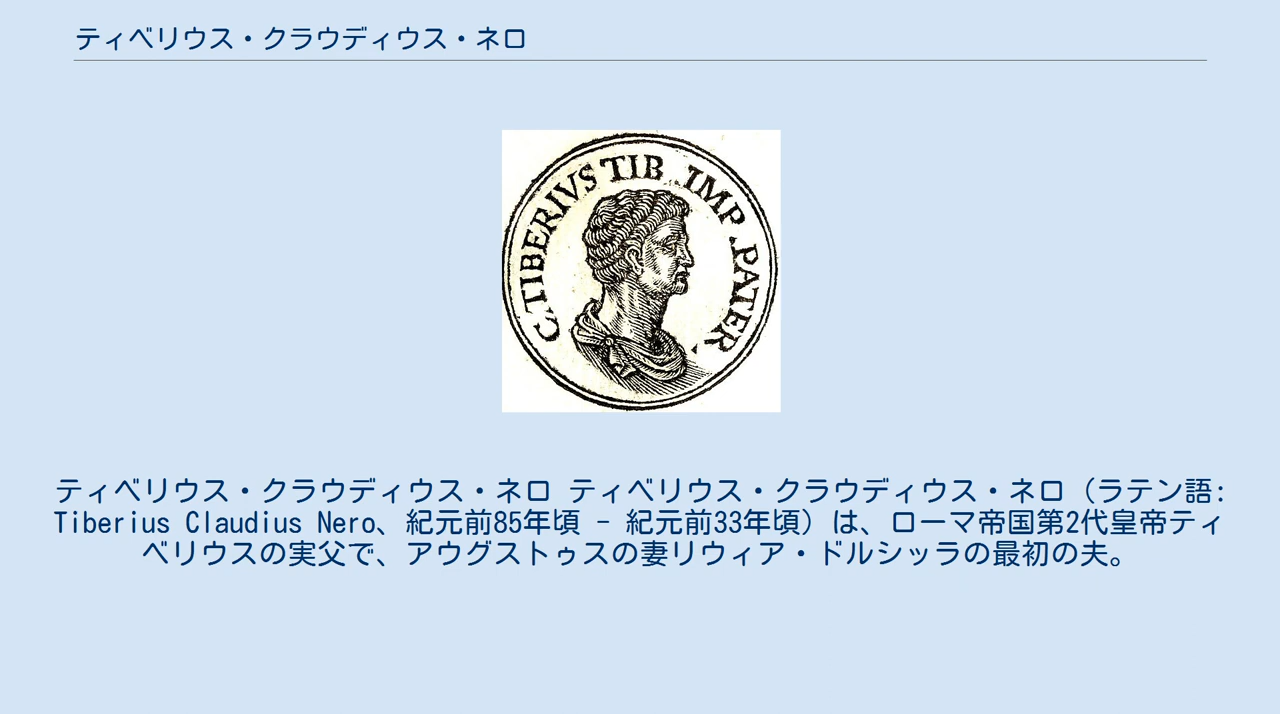 ティベリウス・クラウディウス・ネロ
C. TIBERIVS TIB. IMP. PATER.
ティベリウス・クラウディウス・ネロ ティベリウス・クラウディウス・ネロ（ラテン語:
Tiberius Claudius Nero、紀元前85年頃 - 紀元前33年頃）は、ローマ帝国第2代皇帝ティ
ベリウスの実父で、アウグストゥスの妻リウィア・ドルシッラの最初の夫。